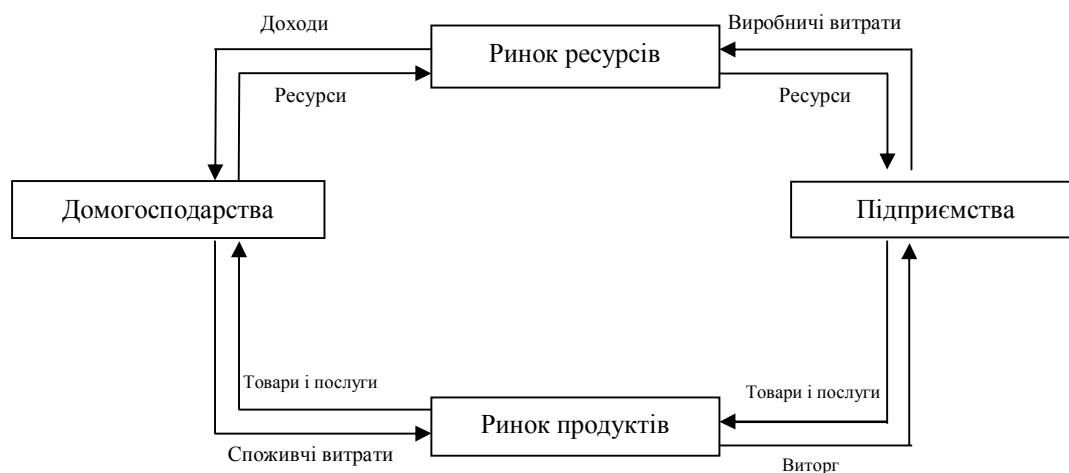 Доходи
Виробничі витрати
Ринок ресурсів
Ресурси
Ресурси
Домогосподарства
Підприємства
Товари і послуги
Товари і послуги
Ринок продуктів
Споживчі витрати
Виторг